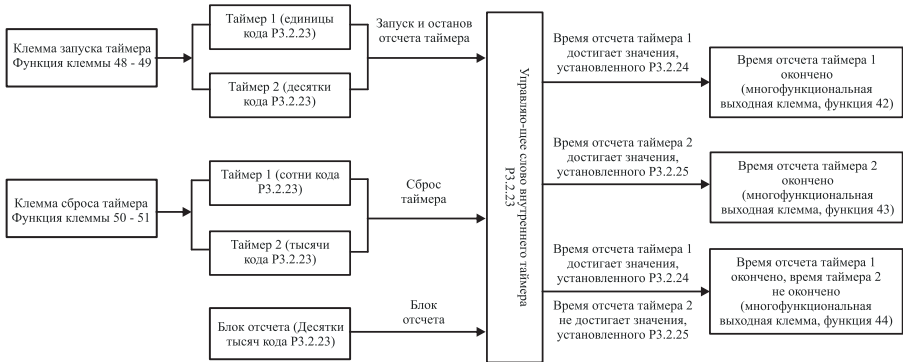 Клемма запуска таймера
Функция клеммы 48 - 49
Таймер 1 (единицы
кода P3.2.23)
Таймер 2 (десятки
кода P3.2.23)
Запуск и останов
отсчета таймера
Клемма сброса таймера
Функция клеммы 50 - 51
Таймер 1 (сотни кода
P3.2.23)
Таймер 2 (тысячи
кода P3.2.23)
Сброс
таймера
Блок отсчета (Десятки
тысяч кода P3.2.23)
Блок
отсчета
Управляю-щее слово внутреннего таймера
P3.2.23
Время отсчета таймера 1
достигает значения,
установленного P3.2.24
Время отсчета таймера 1
окончено
(многофункциональная
выходная клемма, функция 42)
Время отсчета таймера 2
достигает значения,
установленного P3.2.25
Время отсчета таймера 2
окончено
(многофункциональная
выходная клемма, функция 43)
Время отсчета таймера 1
достигает значения,
установленного P3.2.24
Время отсчета таймера 2
не достигает значения,
установленного P3.2.25
Время отсчета таймера 1
окончено, время таймера 2
не окончено
(многофункциональная
выходная клемма, функция 44)